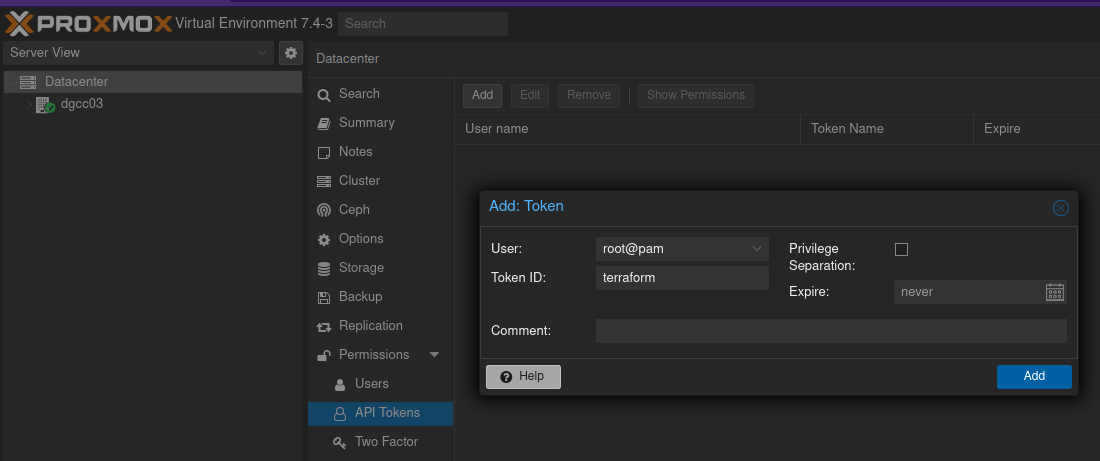 PROXMOX Virtual Environment 7.4-3 Search
Server View
Datacenter
dgcc03
Datacenter
Search
Summary
Notes
Cluster
Ceph
Options
Storage
Backup
Replication
Permissions
Users
API Tokens
Two Factor
Add Edit Remove | Show Permissions
User name Token Name Expire
Add: Token
User: root@pam
Token ID: terraform
Privilege
Separation:
Expire: never
Comment:
Help Add